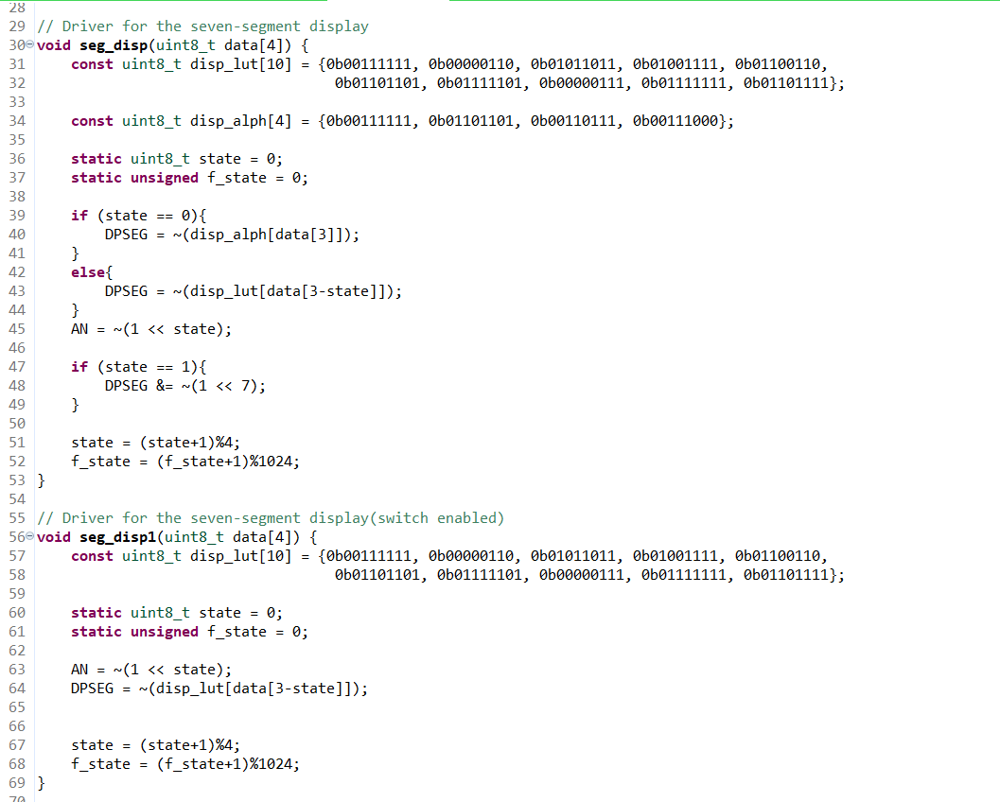 28
29 // Driver for the seven-segment display
30 void seg_disp(uint8_t data[4]) {
31     const uint8_t disp_lut[10] = {0b00111111, 0b00000110, 0b01011011, 0b01001111, 0b01100110,
32                                    0b01101101, 0b01111101, 0b00000111, 0b01111111, 0b01101111};
33
34     const uint8_t disp_alph[4] = {0b00111111, 0b01101101, 0b00110111, 0b00111000};
35
36     static uint8_t state = 0;
37     static unsigned f_state = 0;
38
39     if (state == 0){
40         DPSEG = ~(disp_alph[data[3]]);
41     }
42     else{
43         DPSEG = ~(disp_lut[data[3-state]]);
44     }
45     AN = ~(1 << state);
46
47     if (state == 1){
48         DPSEG &= ~(1 << 7);
49     }
50
51     state = (state+1)%4;
52     f_state = (f_state+1)%1024;
53 }
54
55 // Driver for the seven-segment display(switch enabled)
56 void seg_disp1(uint8_t data[4]) {
57     const uint8_t disp_lut[10] = {0b00111111, 0b00000110, 0b01011011, 0b01001111, 0b01100110,
58                                    0b01101101, 0b01111101, 0b00000111, 0b01111111, 0b01101111};
59
60     static uint8_t state = 0;
61     static unsigned f_state = 0;
62
63     AN = ~(1 << state);
64     DPSEG = ~(disp_lut[data[3-state]]);
65
66
67     state = (state+1)%4;
68     f_state = (f_state+1)%1024;
69 }
70